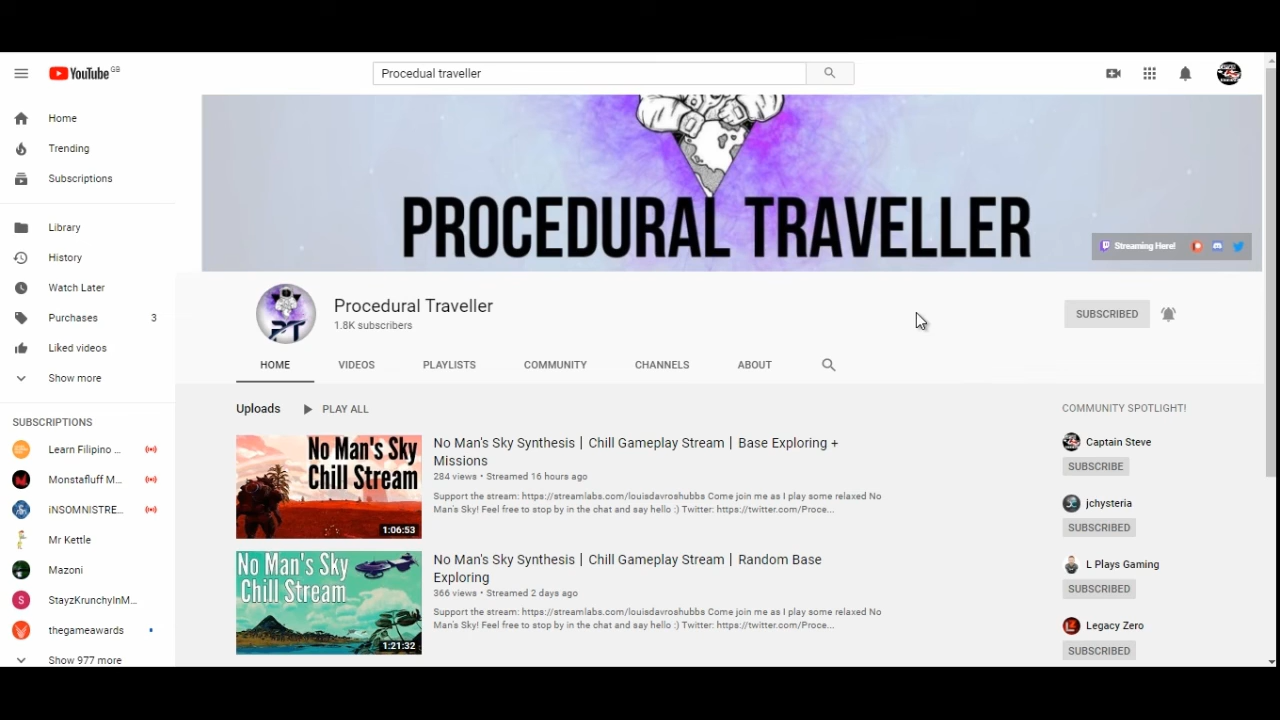 YouTube GB
Procedual traveller
Home
Trending
Subscriptions
Library
History
Watch Later
Purchases 3
Liked videos
Show more
SUBSCRIPTIONS
Learn Filipino ...
Monstafluff M...
iNSOMNISTRE...
Mr Kettle
Mazoni
StayzKrunchyInM...
thegameawards
Show 977 more
PROCEDURAL TRAVELLER
Streaming Here!
PT
Procedural Traveller
1.8K subscribers
SUBSCRIBED
HOME VIDEOS PLAYLISTS COMMUNITY CHANNELS ABOUT
Uploads PLAY ALL
No Man's Sky
Chill Stream
1:06:53
No Man's Sky Synthesis | Chill Gameplay Stream | Base Exploring +
Missions
284 views • Streamed 16 hours ago
Support the stream: https://streamlabs.com/louisdavroshubbs Come join me as I play some relaxed No
Man's Sky! Feel free to stop by in the chat and say hello :) Twitter: https://twitter.com/Proce...
No Man's Sky
Chill Stream
1:21:32
No Man's Sky Synthesis | Chill Gameplay Stream | Random Base
Exploring
366 views • Streamed 2 days ago
Support the stream: https://streamlabs.com/louisdavroshubbs Come join me as I play some relaxed No
Man's Sky! Feel free to stop by in the chat and say hello :) Twitter: https://twitter.com/Proce...
COMMUNITY SPOTLIGHT!
Captain Steve
SUBSCRIBE
jchysteria
SUBSCRIBED
L Plays Gaming
SUBSCRIBED
Legacy Zero
SUBSCRIBED